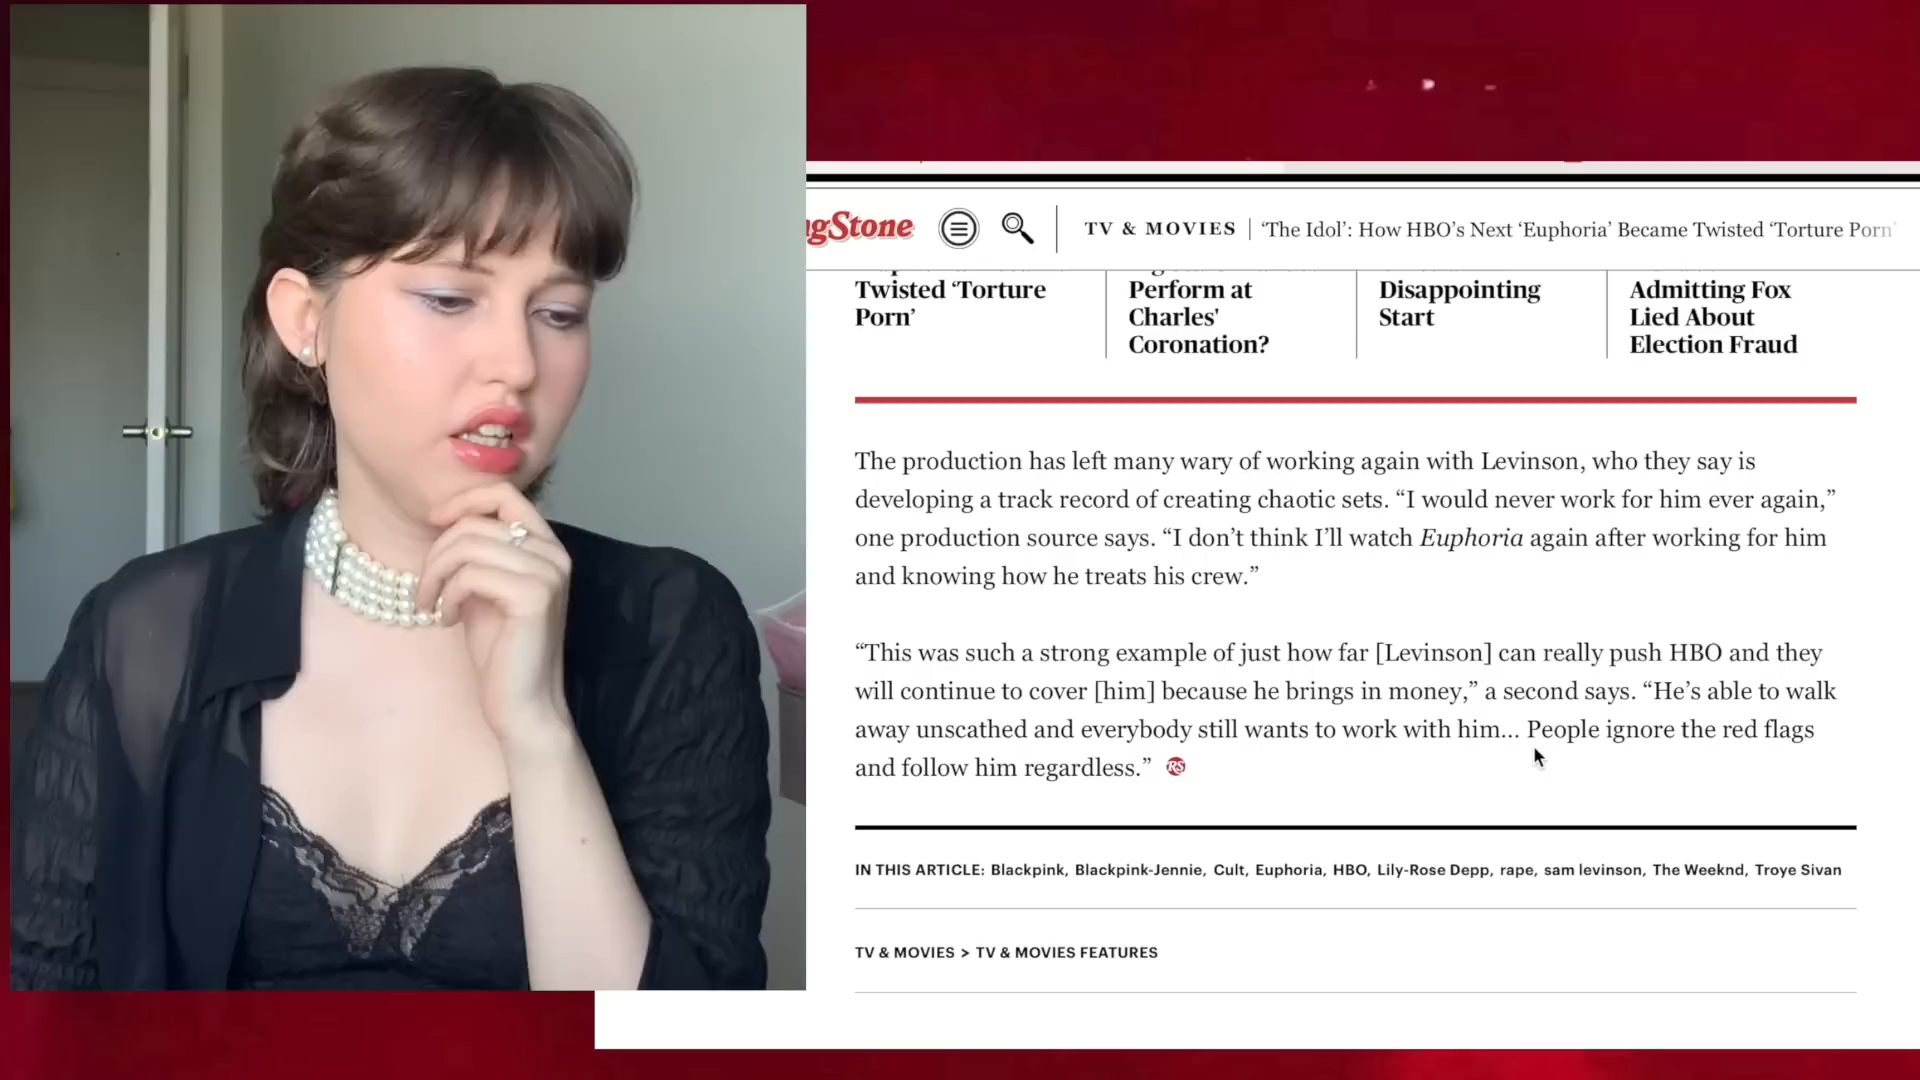 ngStone
TV & MOVIES | ‘The Idol’: How HBO’s Next ‘Euphoria’ Became Twisted ‘Torture Porn’
Twisted ‘Torture
Porn’
Perform at
Charles'
Coronation?
Disappointing
Start
Admitting Fox
Lied About
Election Fraud
The production has left many wary of working again with Levinson, who they say is
developing a track record of creating chaotic sets. “I would never work for him ever again,”
one production source says. “I don’t think I’ll watch Euphoria again after working for him
and knowing how he treats his crew.”
“This was such a strong example of just how far [Levinson] can really push HBO and they
will continue to cover [him] because he brings in money,” a second says. “He’s able to walk
away unscathed and everybody still wants to work with him... People ignore the red flags
and follow him regardless.” RS
IN THIS ARTICLE: Blackpink, Blackpink-Jennie, Cult, Euphoria, HBO, Lily-Rose Depp, rape, sam levinson, The Weeknd, Troye Sivan
TV & MOVIES > TV & MOVIES FEATURES